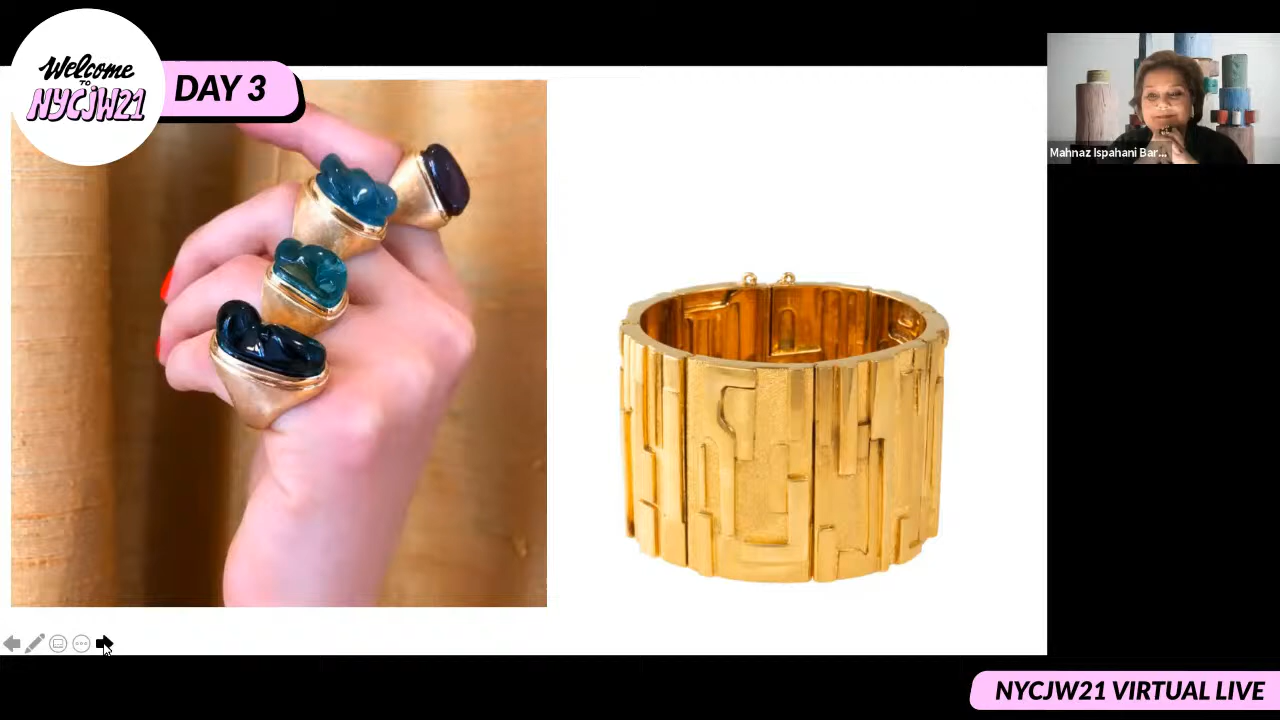 Welcome
TO
NYCJW21
DAY 3
Mahnaz Ispahani Bar...
NYCJW21 VIRTUAL LIVE